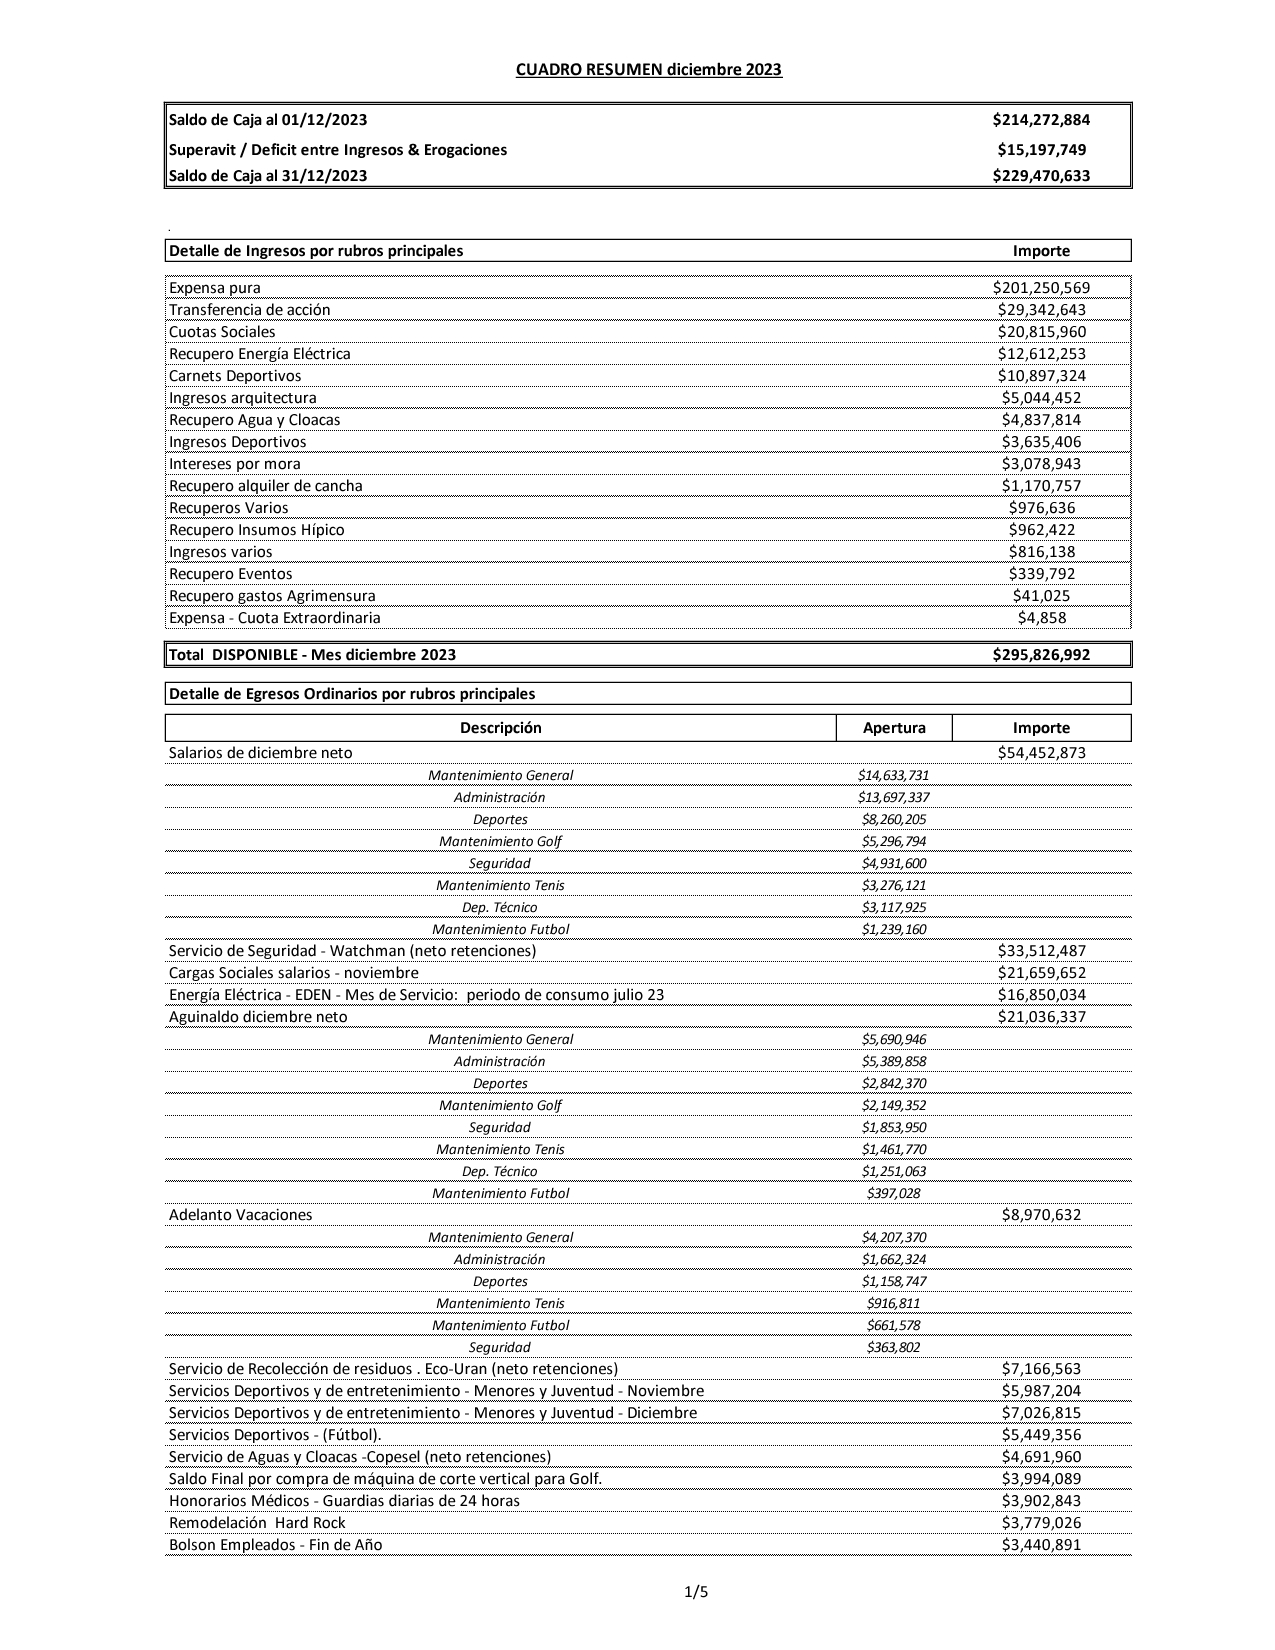 CUADRO RESUMEN diciembre 2023
Saldo de Caja al 01/12/2023 $214,272,884
Superavit / Deficit entre Ingresos & Erogaciones $15,197,749
Saldo de Caja al 31/12/2023 $229,470,633
.
Detalle de Ingresos por rubros principales Importe
Expensa pura $201,250,569
Transferencia de acción $29,342,643
Cuotas Sociales $20,815,960
Recupero Energía Eléctrica $12,612,253
Carnets Deportivos $10,897,324
Ingresos arquitectura $5,044,452
Recupero Agua y Cloacas $4,837,814
Ingresos Deportivos $3,635,406
Intereses por mora $3,078,943
Recupero alquiler de cancha $1,170,757
Recuperos Varios $976,636
Recupero Insumos Hípico $962,422
Ingresos varios $816,138
Recupero Eventos $339,792
Recupero gastos Agrimensura $41,025
Expensa - Cuota Extraordinaria $4,858
Total DISPONIBLE - Mes diciembre 2023 $295,826,992
Detalle de Egresos Ordinarios por rubros principales
Descripción Apertura Importe
Salarios de diciembre neto $54,452,873
Mantenimiento General $14,633,731
Administración $13,697,337
Deportes $8,260,205
Mantenimiento Golf $5,296,794
Seguridad $4,931,600
Mantenimiento Tenis $3,276,121
Dep. Técnico $3,117,925
Mantenimiento Futbol $1,239,160
Servicio de Seguridad - Watchman (neto retenciones) $33,512,487
Cargas Sociales salarios - noviembre $21,659,652
Energía Eléctrica - EDEN - Mes de Servicio: periodo de consumo julio 23 $16,850,034
Aguinaldo diciembre neto $21,036,337
Mantenimiento General $5,690,946
Administración $5,389,858
Deportes $2,842,370
Mantenimiento Golf $2,149,352
Seguridad $1,853,950
Mantenimiento Tenis $1,461,770
Dep. Técnico $1,251,063
Mantenimiento Futbol $397,028
Adelanto Vacaciones $8,970,632
Mantenimiento General $4,207,370
Administración $1,662,324
Deportes $1,158,747
Mantenimiento Tenis $916,811
Mantenimiento Futbol $661,578
Seguridad $363,802
Servicio de Recolección de residuos . Eco-Uran (neto retenciones) $7,166,563
Servicios Deportivos y de entretenimiento - Menores y Juventud - Noviembre $5,987,204
Servicios Deportivos y de entretenimiento - Menores y Juventud - Diciembre $7,026,815
Servicios Deportivos - (Fútbol). $5,449,356
Servicio de Aguas y Cloacas -Copesel (neto retenciones) $4,691,960
Saldo Final por compra de máquina de corte vertical para Golf. $3,994,089
Honorarios Médicos - Guardias diarias de 24 horas $3,902,843
Remodelación Hard Rock $3,779,026
Bolson Empleados - Fin de Año $3,440,891
1/5